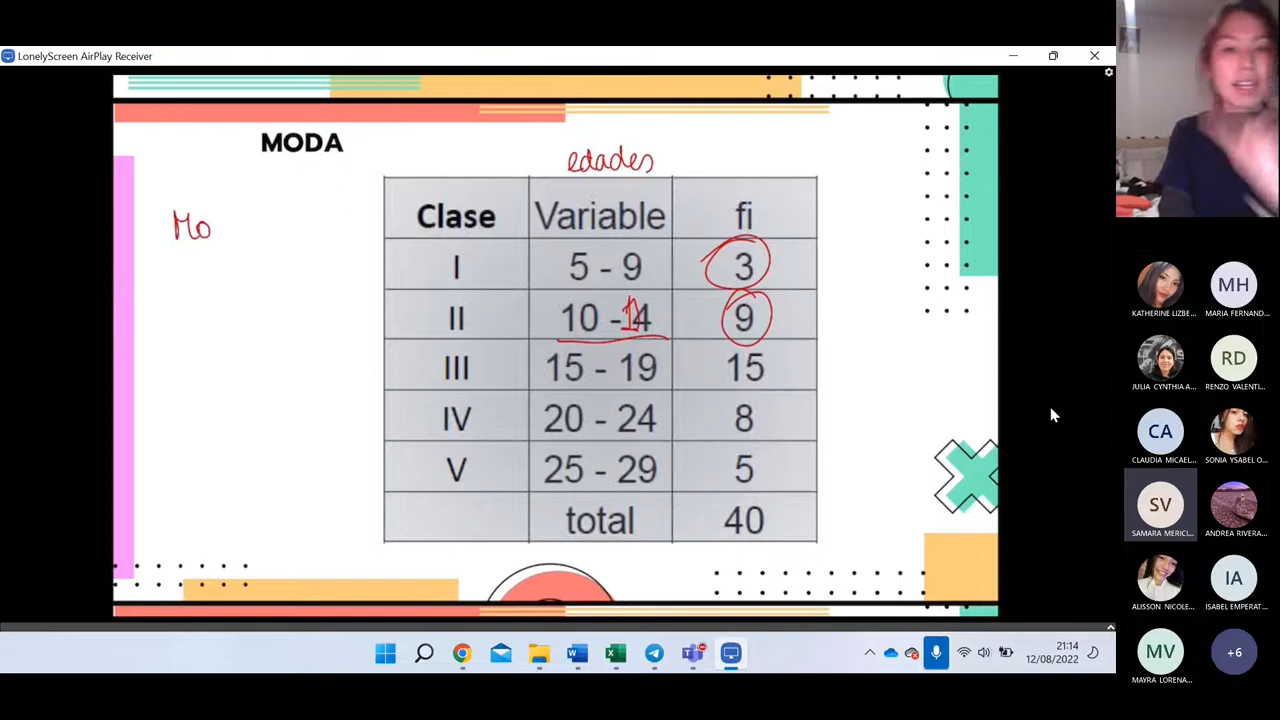 LonelyScreen AirPlay Receiver
MODA
edades
Mo
Clase Variable fi
I 5 - 9 3
II 10 -14 9
III 15 - 19 15
IV 20 - 24 8
V 25 - 29 5
total 40
KATHERINE LIZBE...
MH
MARIA FERNAND...
JULIA CYNTHIA A...
RD
RENZO VALENTI...
CA
CLAUDIA MICAEL...
SONIA YSABEL O...
SV
SAMARA MERICI...
ANDREA RIVERA...
ALISSON NICOLE...
IA
ISABEL EMPERAT...
MV
MAYRA LORENA...
+6
21:14
12/08/2022